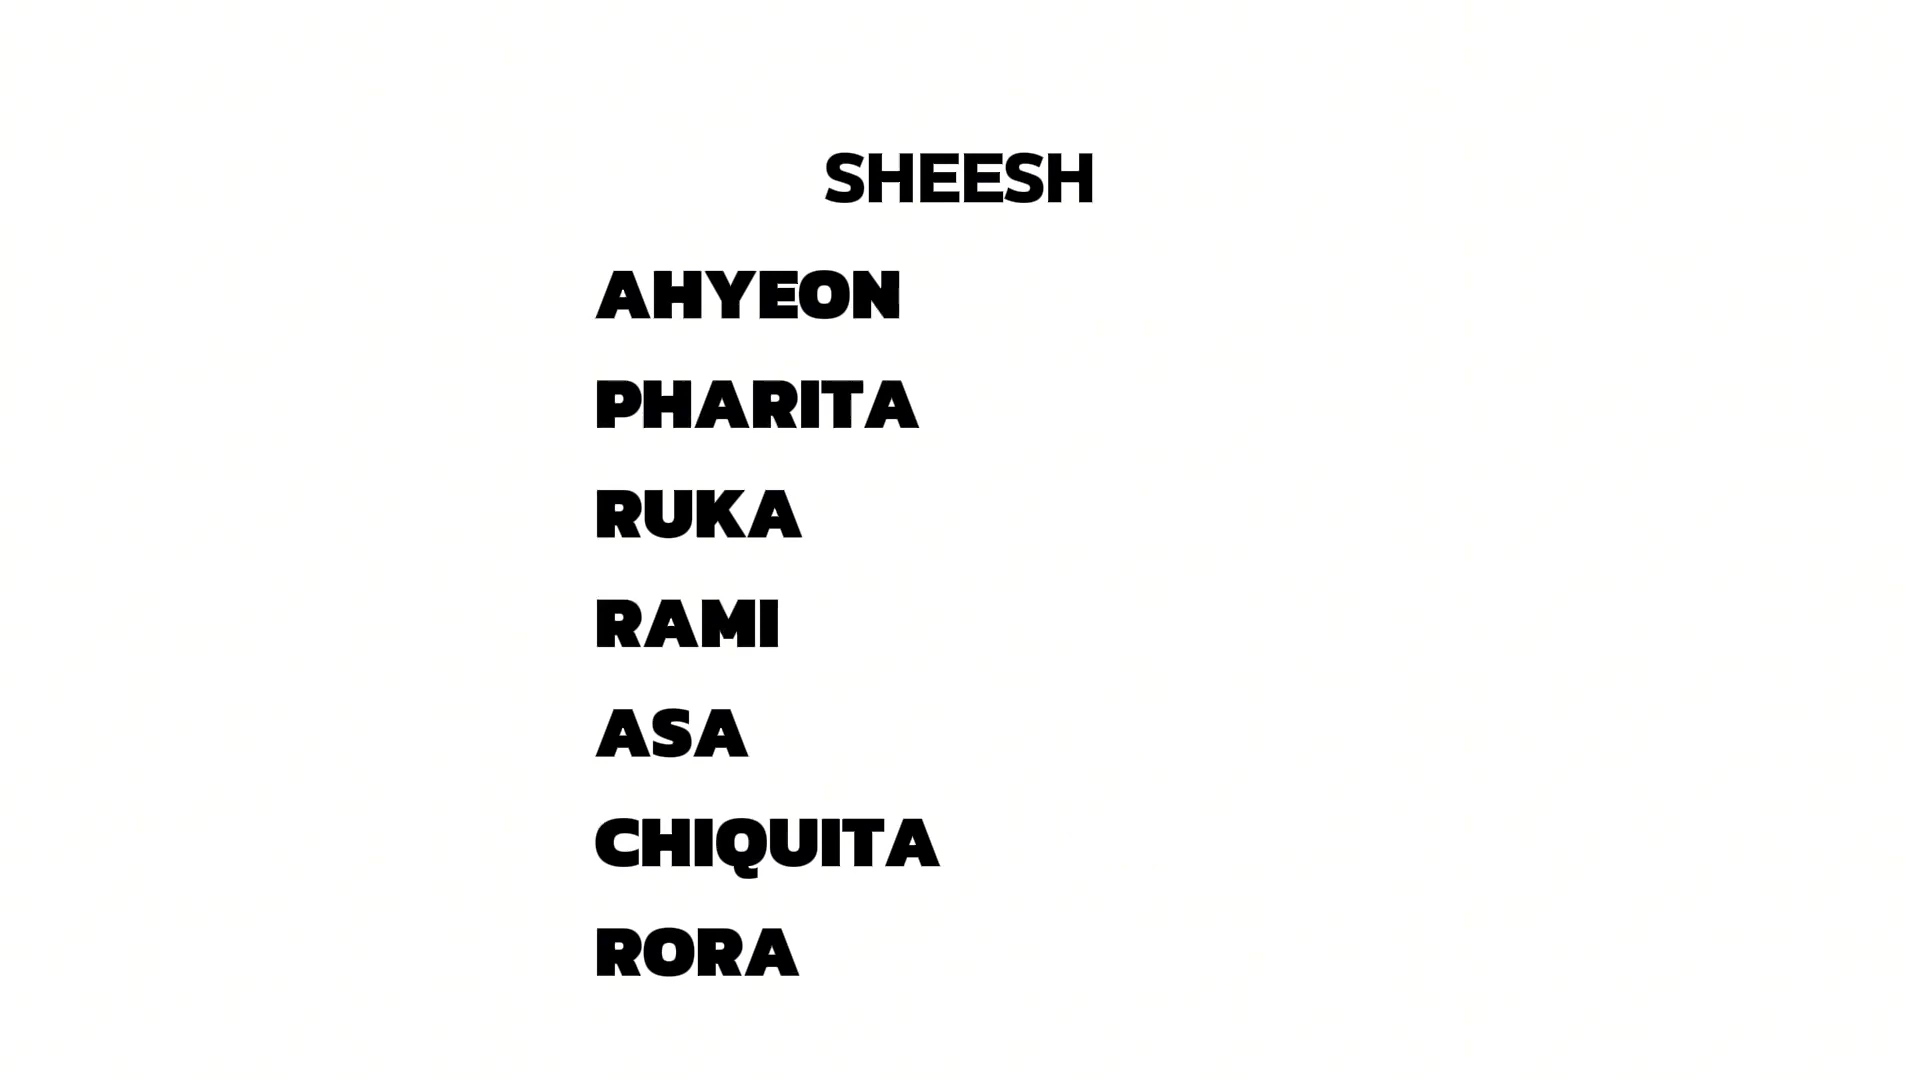 SHEESH
AHYEON
PHARITA
RUKA
RAMI
ASA
CHIQUITA
RORA